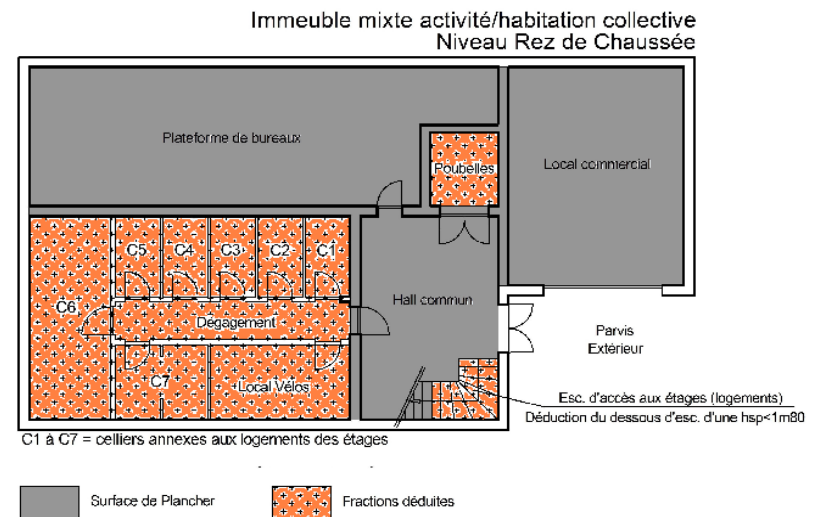 Immeuble mixte activité/habitation collective
Niveau Rez de Chaussée
Plateforme de bureaux
Poubelles
Local commercial
C5
C4
C3
C2
C1
C6
Hall commun
Dégagement
Parvis
Extérieur
C7
Local Vélos
Esc. d'accès aux étages (logements)
Déduction du dessous d'esc. d'une hsp<1m80
C1 à C7 = celliers annexes aux logements des étages
Surface de Plancher
Fractions déduites